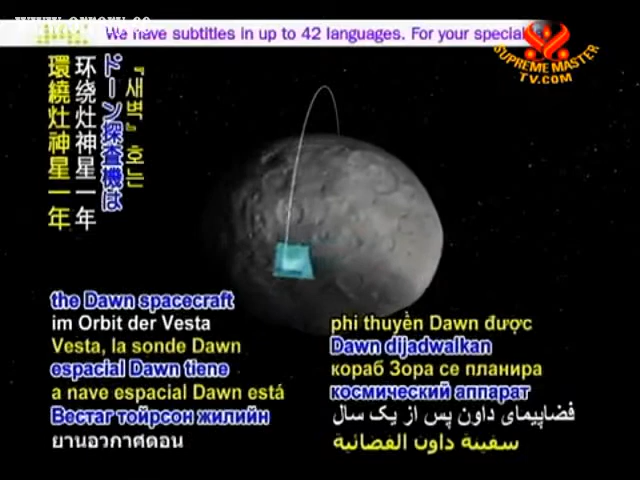 We have subtitles in up to 42 languages. For your special
SUPREME MASTER
TV.COM
『새벽』 호는
ドーン探査機は
环绕灶神星一年
環繞灶神星一年
the Dawn spacecraft
im Orbit der Vesta
Vesta, la sonde Dawn
espacial Dawn tiene
a nave espacial Dawn está
Вестаг тойрсон жилийн
ยานอวกาศดอน
phi thuyền Dawn được
Dawn dijadwalkan
кораб Зора се планира
космический аппарат
فضاپیمای داون پس از یک سال
سفينة داون الفضائية